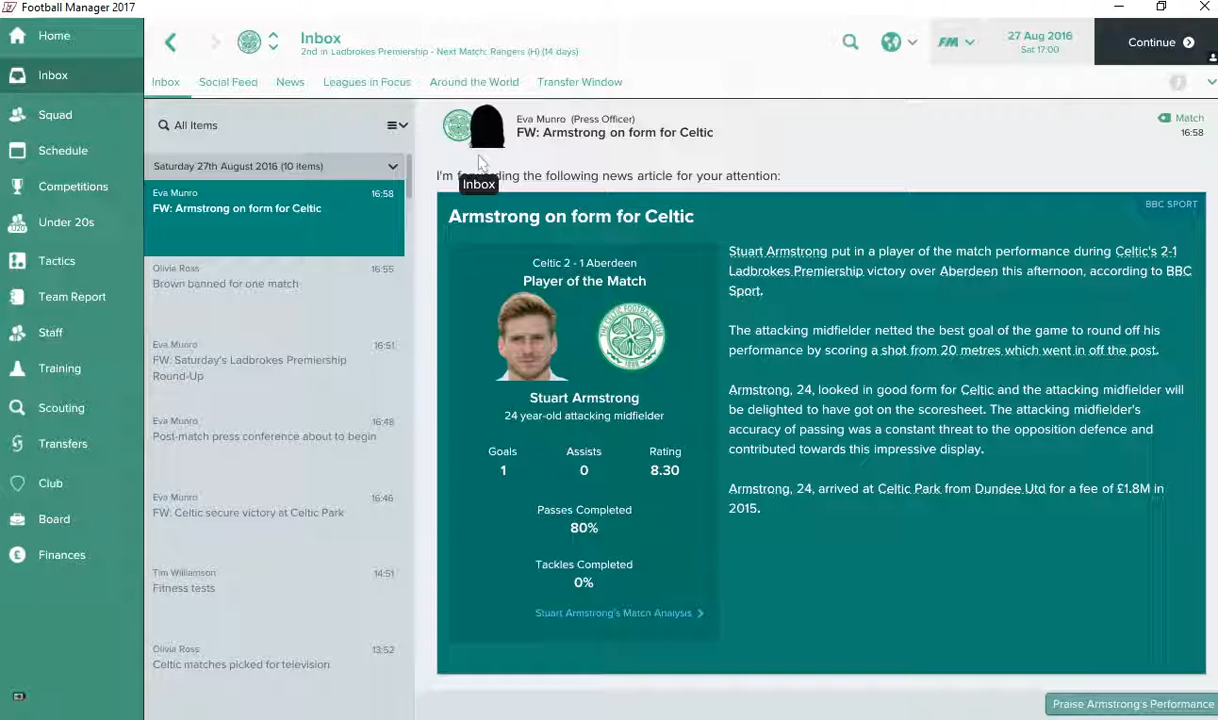 Football Manager 2017
Home
Inbox
Squad
Schedule
Competitions
Under 20s
Tactics
Team Report
Staff
Training
Scouting
Transfers
Club
Board
Finances
Inbox
2nd in Ladbrokes Premiership - Next Match: Rangers (H) (14 days)
FM
27 Aug 2016
Sat 17:00
Continue
Inbox
Social Feed
News
Leagues in Focus
Around the World
Transfer Window
All Items
Saturday 27th August 2016 (10 items)
Eva Munro 16:58
FW: Armstrong on form for Celtic
Olivia Ross 16:55
Brown banned for one match
Eva Munro 16:51
FW: Saturday's Ladbrokes Premiership
Round-Up
Eva Munro 16:48
Post-match press conference about to begin
Eva Munro 16:46
FW: Celtic secure victory at Celtic Park
Tim Williamson 14:51
Fitness tests
Olivia Ross 13:52
Celtic matches picked for television
Eva Munro (Press Officer)
FW: Armstrong on form for Celtic
Match
16:58
the following news article for your attention:
Inbox
Armstrong on form for Celtic
BBC SPORT
Celtic 2 - 1 Aberdeen
Player of the Match
THE CELTIC FOOTBALL CLUB
1888
Stuart Armstrong
24 year-old attacking midfielder
Goals Assists Rating
1 0 8.30
Passes Completed
80%
Tackles Completed
0%
Stuart Armstrong's Match Analysis
Stuart Armstrong put in a player of the match performance during Celtic's 2-1
Ladbrokes Premiership victory over Aberdeen this afternoon, according to BBC
Sport.
The attacking midfielder netted the best goal of the game to round off his
performance by scoring a shot from 20 metres which went in off the post.
Armstrong, 24, looked in good form for Celtic and the attacking midfielder will
be delighted to have got on the scoresheet. The attacking midfielder's
accuracy of passing was a constant threat to the opposition defence and
contributed towards this impressive display.
Armstrong, 24, arrived at Celtic Park from Dundee Utd for a fee of £1.8M in
2015.
Praise Armstrong's Performance